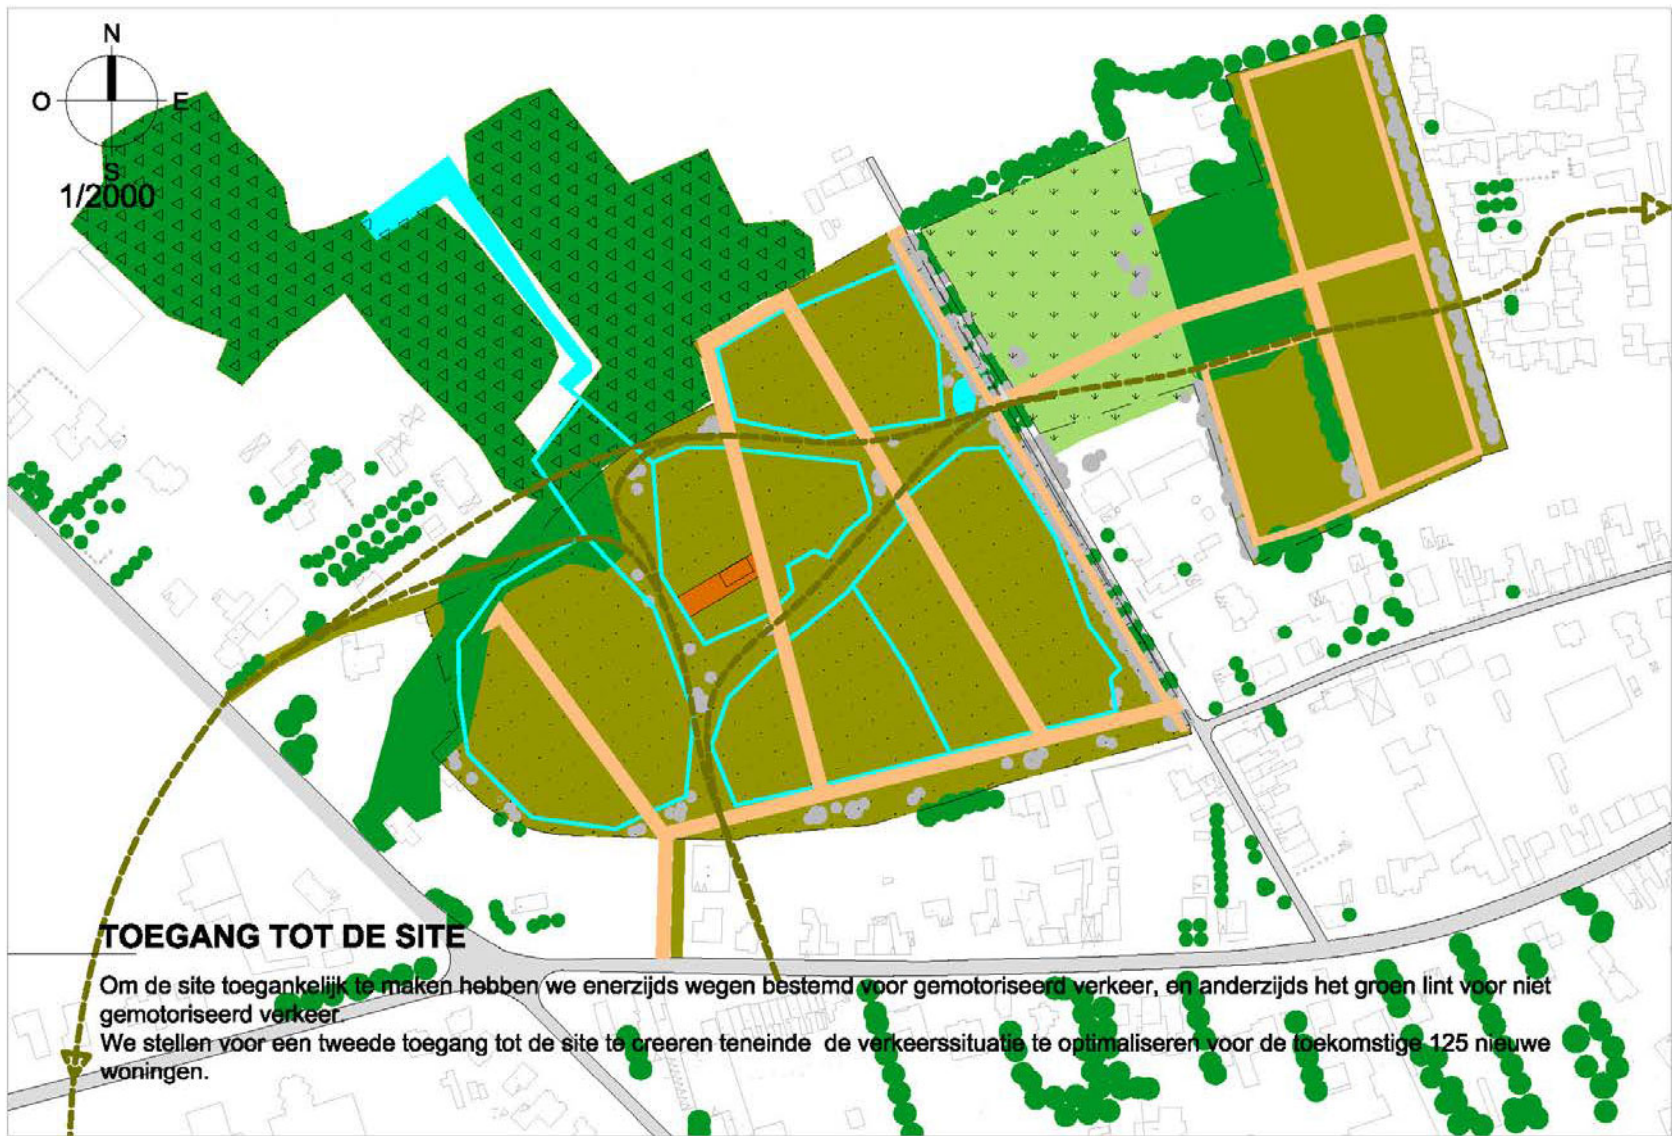 N
O E
S
1/2000
TOEGANG TOT DE SITE
Om de site toegankelijk te maken hebben we enerzijds wegen bestemd voor gemotoriseerd verkeer, en anderzijds het groen lint voor niet
gemotoriseerd verkeer.
We stellen voor een tweede toegang tot de site te creeren teneinde de verkeerssituatie te optimaliseren voor de toekomstige 125 nieuwe
woningen.